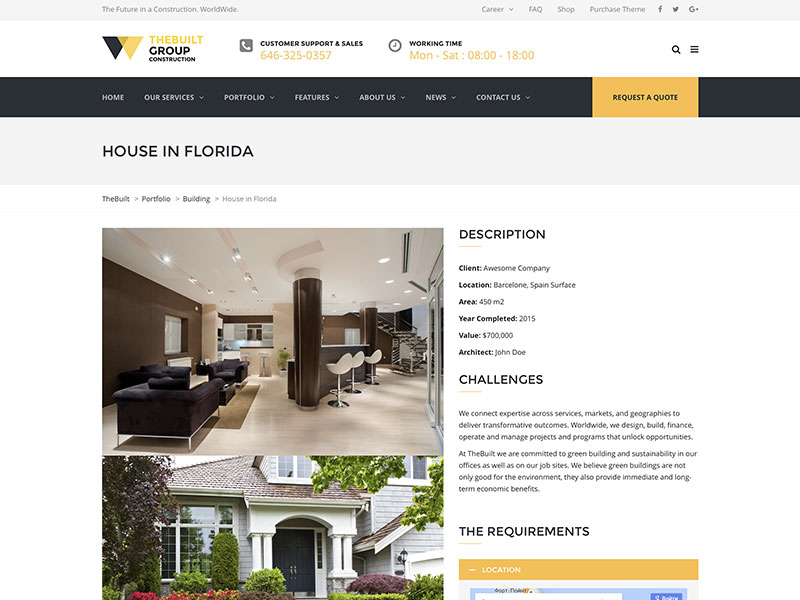 The Future in a Construction. WorldWide.
Career
FAQ
Shop
Purchase Theme
THEBUILT
GROUP
CONSTRUCTION
CUSTOMER SUPPORT & SALES
646-325-0357
WORKING TIME
Mon - Sat : 08:00 - 18:00
HOME
OUR SERVICES
PORTFOLIO
FEATURES
ABOUT US
NEWS
CONTACT US
REQUEST A QUOTE
HOUSE IN FLORIDA
TheBuilt > Portfolio > Building > House in Florida
DESCRIPTION
Client: Awesome Company
Location: Barcelone, Spain Surface
Area: 450 m2
Year Completed: 2015
Value: $700,000
Architect: John Doe
CHALLENGES
We connect expertise across services, markets, and geographies to
deliver transformative outcomes. Worldwide, we design, build, finance,
operate and manage projects and programs that unlock opportunities.
At TheBuilt we are committed to green building and sustainability in our
offices as well as on our job sites. We believe green buildings are not
only good for the environment, they also provide immediate and long-
term economic benefits.
THE REQUIREMENTS
LOCATION
Форт-Пойнт
Войти